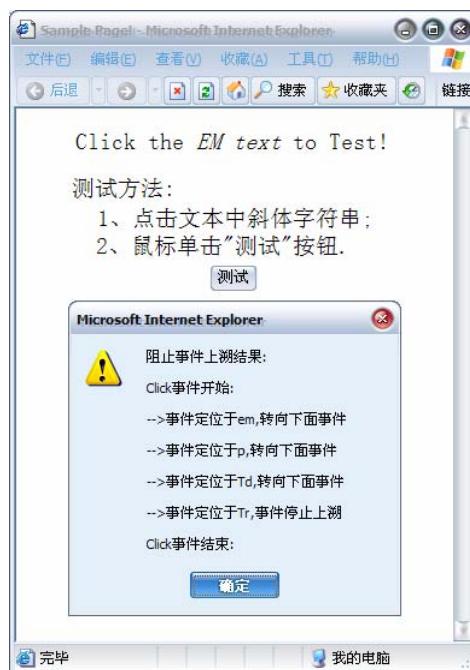 Sample Page! - Microsoft Internet Explorer
文件(F) 编辑(E) 查看(V) 收藏(A) 工具(T) 帮助(H)
后退 搜索 收藏夹 链接
Click the EM text to Test!
测试方法:
1、点击文本中斜体字符串;
2、鼠标单击"测试"按钮.
测试
Microsoft Internet Explorer
阻止事件上溯结果:
Click事件开始:
-->事件定位于em,转向下面事件
-->事件定位于p,转向下面事件
-->事件定位于Td,转向下面事件
-->事件定位于Tr,事件停止上溯
Click事件结束:
确定
完毕 我的电脑